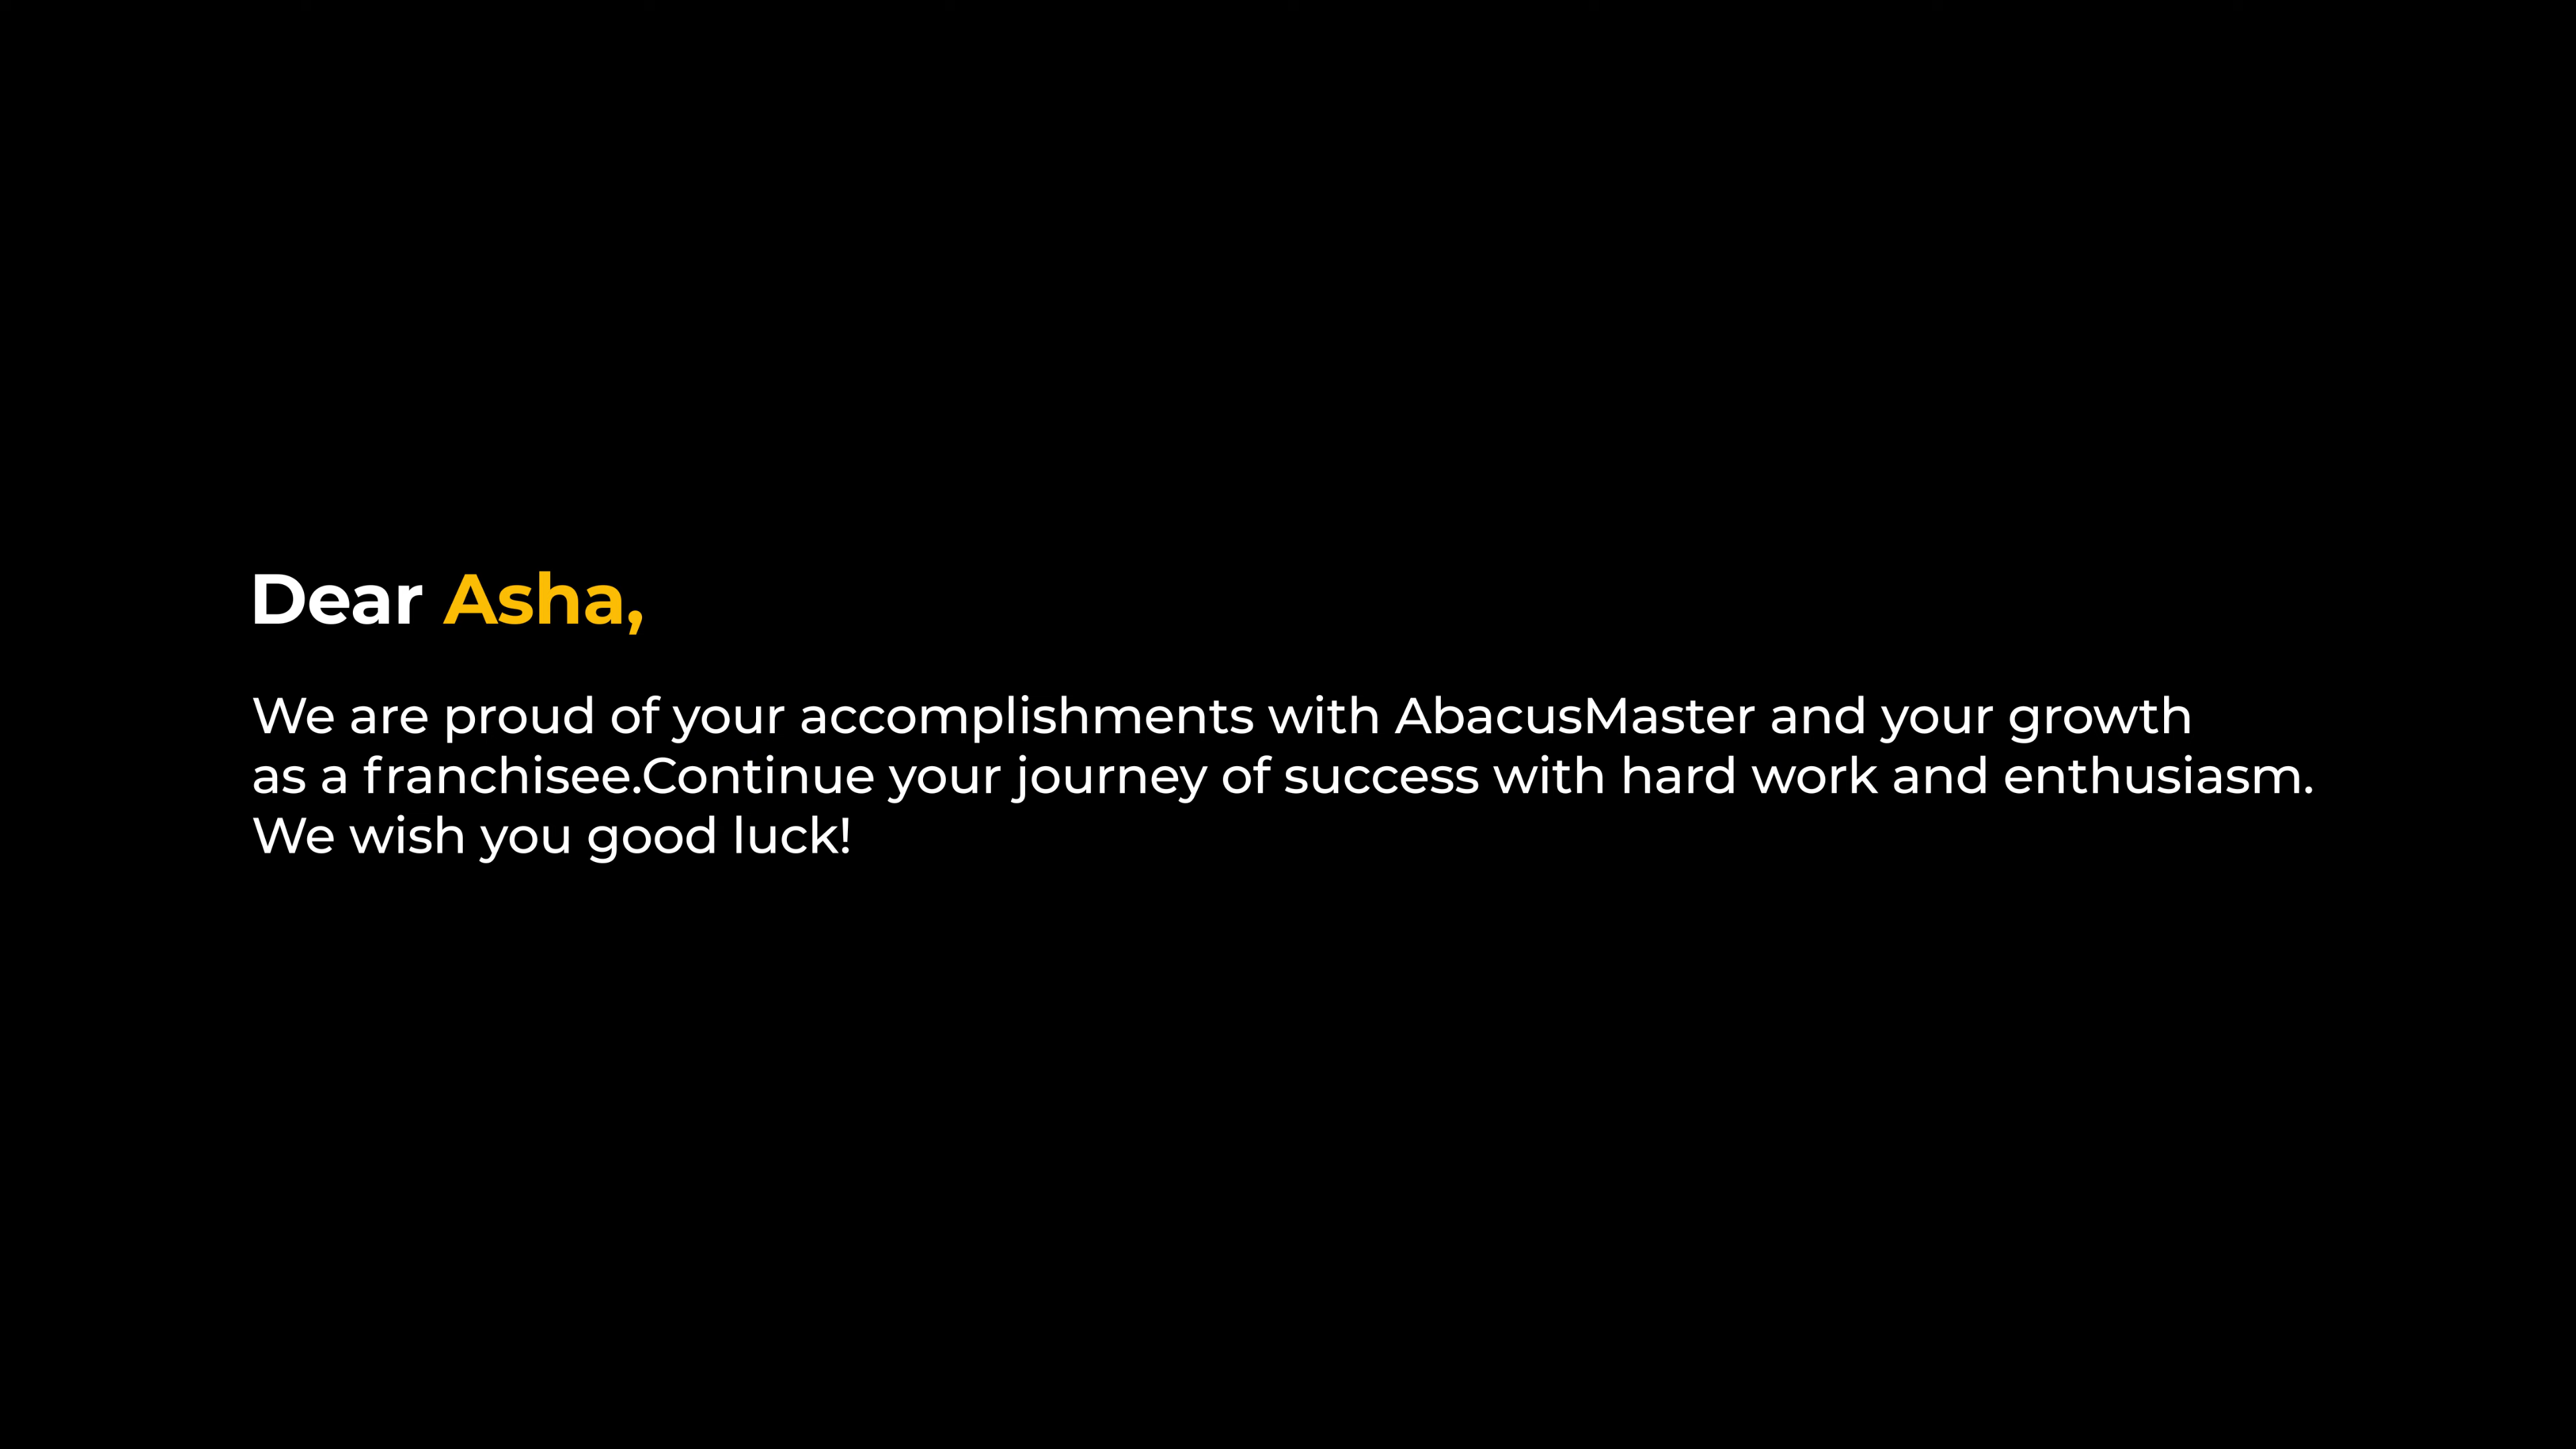 Dear Asha,
We are proud of your accomplishments with AbacusMaster and your growth
as a franchisee.Continue your journey of success with hard work and enthusiasm.
We wish you good luck!